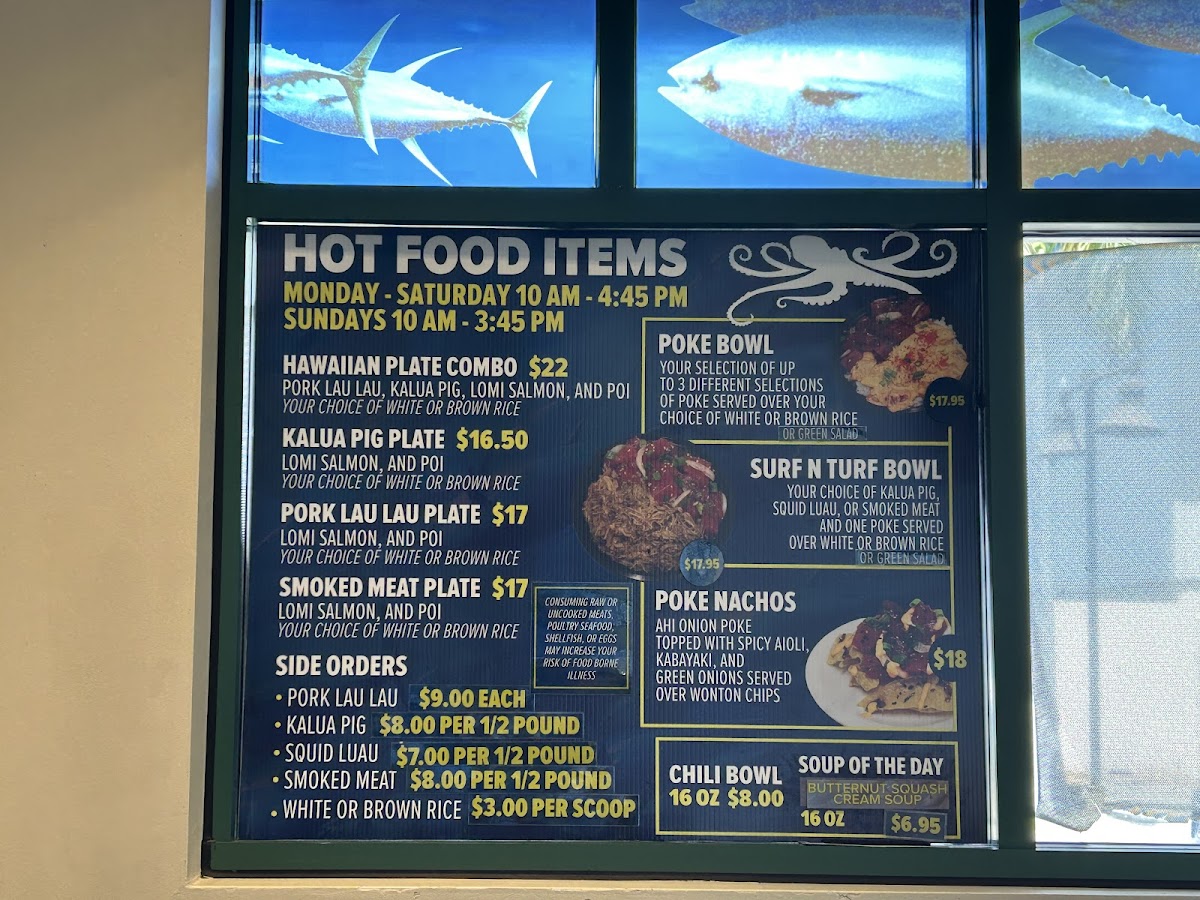 HOT FOOD ITEMS
MONDAY - SATURDAY 10 AM - 4:45 PM
SUNDAYS 10 AM - 3:45 PM
HAWAIIAN PLATE COMBO $22
PORK LAU LAU, KALUA PIG, LOMI SALMON, AND POI
YOUR CHOICE OF WHITE OR BROWN RICE
KALUA PIG PLATE $16.50
LOMI SALMON, AND POI
YOUR CHOICE OF WHITE OR BROWN RICE
PORK LAU LAU PLATE $17
LOMI SALMON, AND POI
YOUR CHOICE OF WHITE OR BROWN RICE
SMOKED MEAT PLATE $17
LOMI SALMON, AND POI
YOUR CHOICE OF WHITE OR BROWN RICE
SIDE ORDERS
• PORK LAU LAU $9.00 EACH
• KALUA PIG $8.00 PER 1/2 POUND
• SQUID LUAU $7.00 PER 1/2 POUND
• SMOKED MEAT $8.00 PER 1/2 POUND
• WHITE OR BROWN RICE $3.00 PER SCOOP
CONSUMING RAW OR
UNCOOKED MEATS,
POULTRY SEAFOOD,
SHELLFISH, OR EGGS
MAY INCREASE YOUR
RISK OF FOOD BORNE
ILLNESS
POKE BOWL
YOUR SELECTION OF UP
TO 3 DIFFERENT SELECTIONS
OF POKE SERVED OVER YOUR
CHOICE OF WHITE OR BROWN RICE
OR GREEN SALAD
$17.95
SURF N TURF BOWL
YOUR CHOICE OF KALUA PIG,
SQUID LUAU, OR SMOKED MEAT
AND ONE POKE SERVED
OVER WHITE OR BROWN RICE
OR GREEN SALAD
$17.95
POKE NACHOS
AHI ONION POKE
TOPPED WITH SPICY AIOLI,
KABAYAKI, AND
GREEN ONIONS SERVED
OVER WONTON CHIPS
$18
CHILI BOWL
16 OZ $8.00
SOUP OF THE DAY
BUTTERNUT SQUASH
CREAM SOUP
16 OZ $6.95